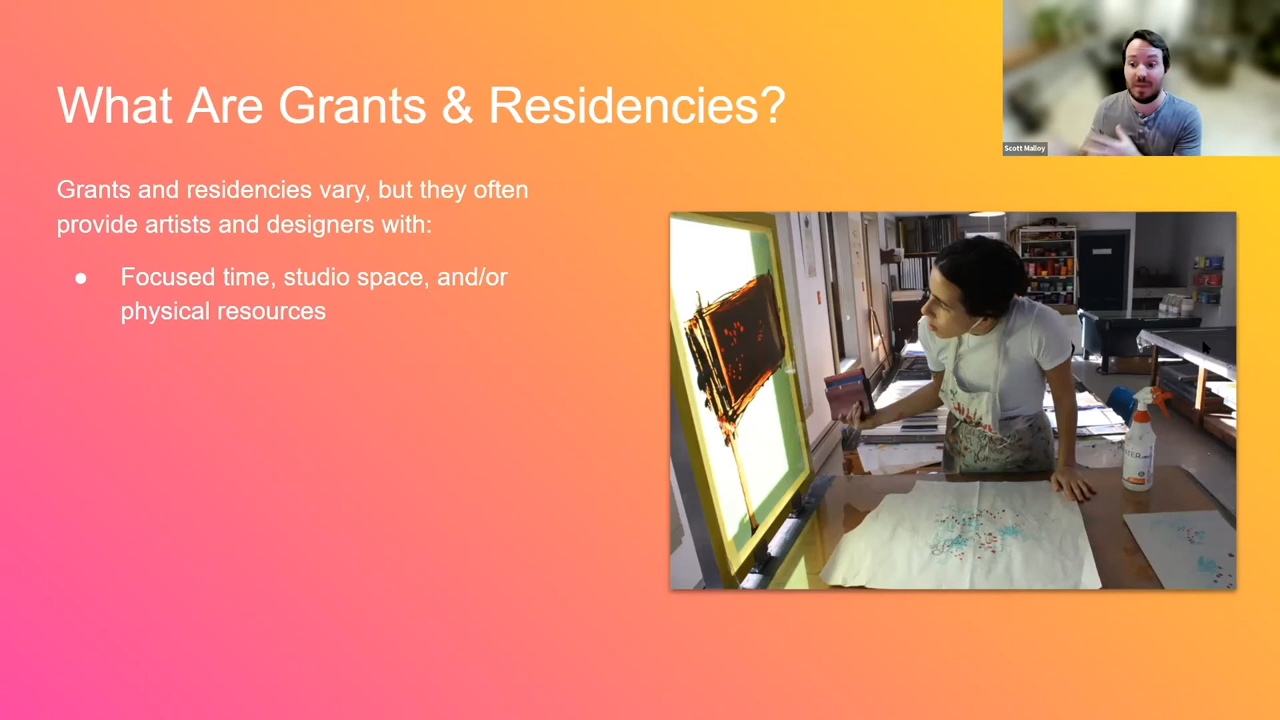 What Are Grants & Residencies?
Scott Malloy
Grants and residencies vary, but they often
provide artists and designers with:
● Focused time, studio space, and/or
physical resources